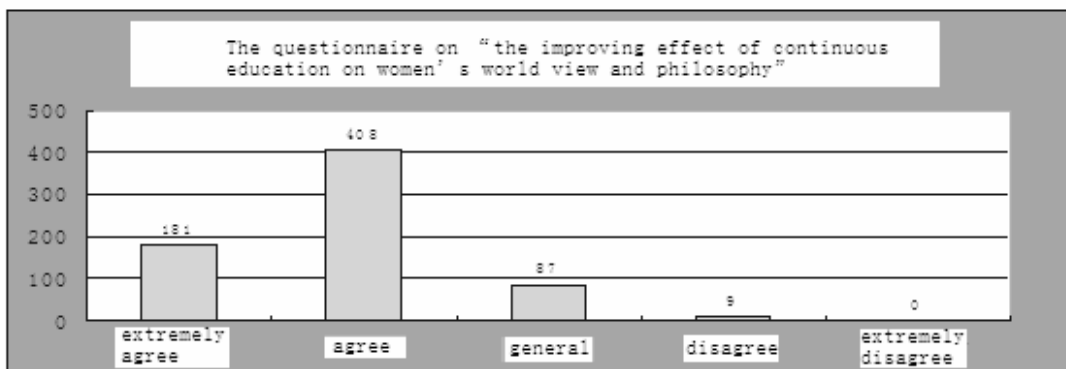 The questionnaire on “the improving effect of continuous
education on women’s world view and philosophy”
500
400
300
200
100
0
181
408
87
9
0
extremely
agree
agree
general
disagree
extremely
disagree